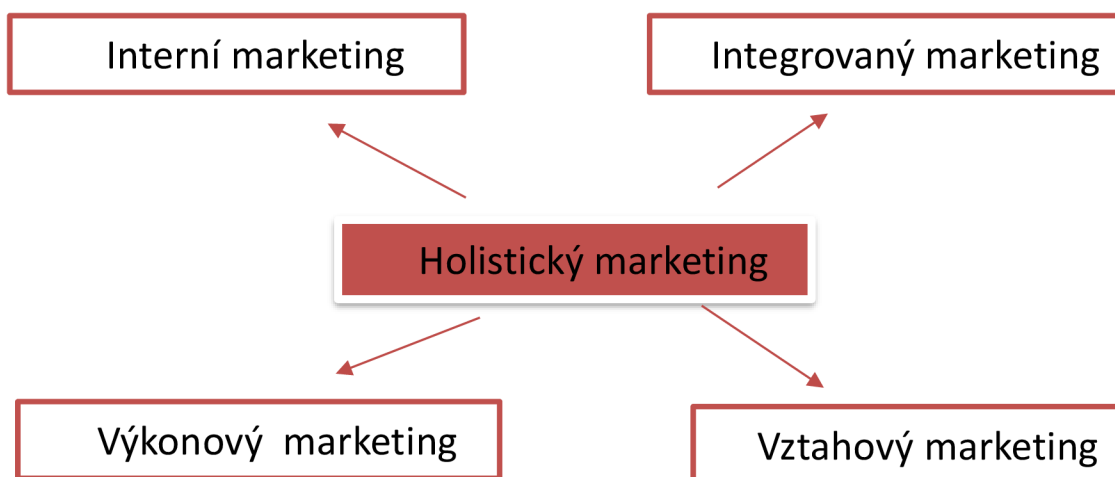 Interní marketing
Integrovaný marketing
Holistický marketing
Výkonový  marketing
Vztahový marketing